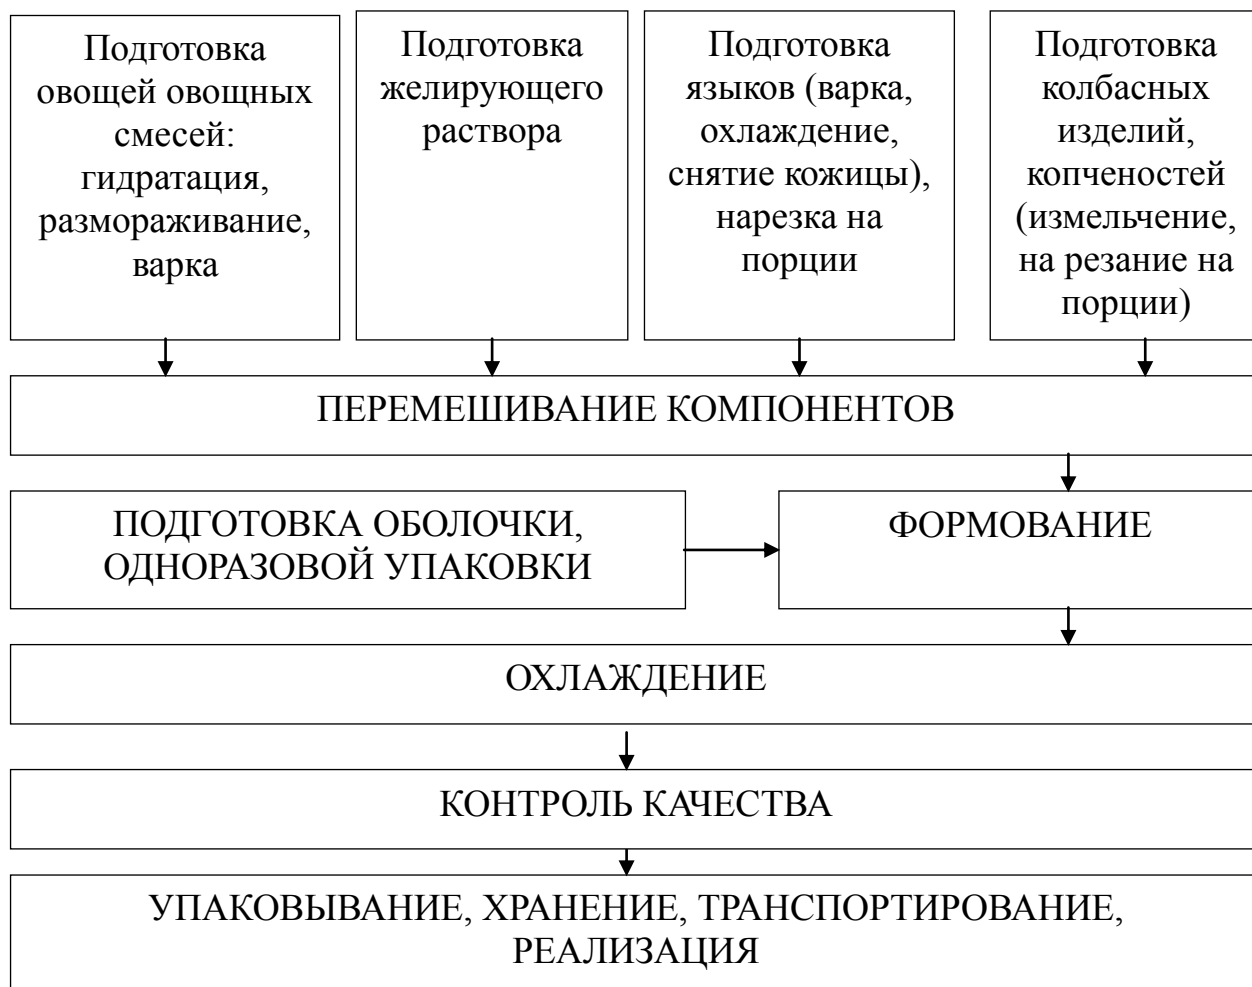 Подготовка
овощей овощных
смесей:
гидратация,
размораживание,
варка
Подготовка
желирующего
раствора
Подготовка
языков (варка,
охлаждение,
снятие кожицы),
нарезка на
порции
Подготовка
колбасных
изделий,
копченостей
(измельчение,
на резание на
порции)
ПЕРЕМЕШИВАНИЕ КОМПОНЕНТОВ
ПОДГОТОВКА ОБОЛОЧКИ,
ОДНОРАЗОВОЙ УПАКОВКИ
ФОРМОВАНИЕ
ОХЛАЖДЕНИЕ
КОНТРОЛЬ КАЧЕСТВА
УПАКОВЫВАНИЕ, ХРАНЕНИЕ, ТРАНСПОРТИРОВАНИЕ,
РЕАЛИЗАЦИЯ